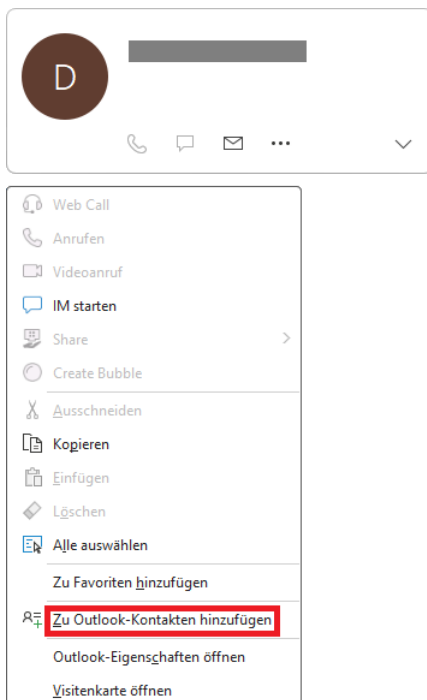 D
Web Call
Anrufen
Videoanruf
IM starten
Share
Create Bubble
Ausschneiden
Kopieren
Einfügen
Löschen
Alle auswählen
Zu Favoriten hinzufügen
Zu Outlook-Kontakten hinzufügen
Outlook-Eigenschaften öffnen
Visitenkarte öffnen